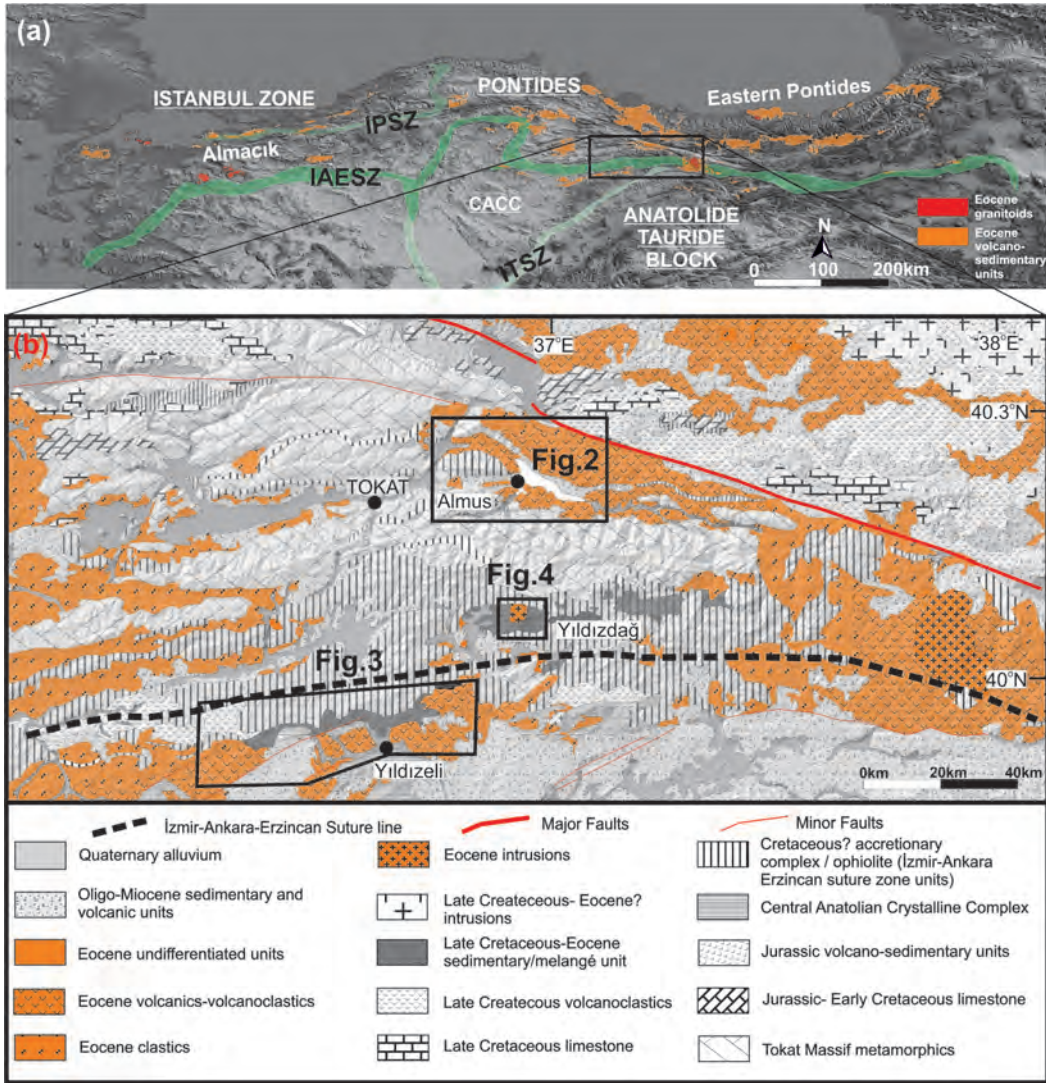 (a)
ISTANBUL ZONE
PONTIDES
Eastern Pontides
IPSZ
Almacık
IAESZ
CACC
ITSZ
ANATOLIDE
TAURIDE
BLOCK
N
0 100 200km
Eocene
granitoids
Eocene
volcano-
sedimentary
units
(b)
37°E
38°E
40.3°N
Fig.2
TOKAT
Almus
Fig.4
Yıldızdağ
Fig.3
40°N
Yıldızeli
0km 20km 40km
İzmir-Ankara-Erzincan Suture line
Major Faults
Minor Faults
Quaternary alluvium
Eocene intrusions
Cretaceous? accretionary
complex / ophiolite (İzmir-Ankara
Erzincan suture zone units)
Oligo-Miocene sedimentary and
volcanic units
Late Createceous- Eocene?
intrusions
Central Anatolian Crystalline Complex
Eocene undifferentiated units
Late Cretaceous-Eocene
sedimentary/melangé unit
Jurassic volcano-sedimentary units
Eocene volcanics-volcanoclastics
Late Createcous volcanoclastics
Jurassic- Early Cretaceous limestone
Eocene clastics
Late Cretaceous limestone
Tokat Massif metamorphics